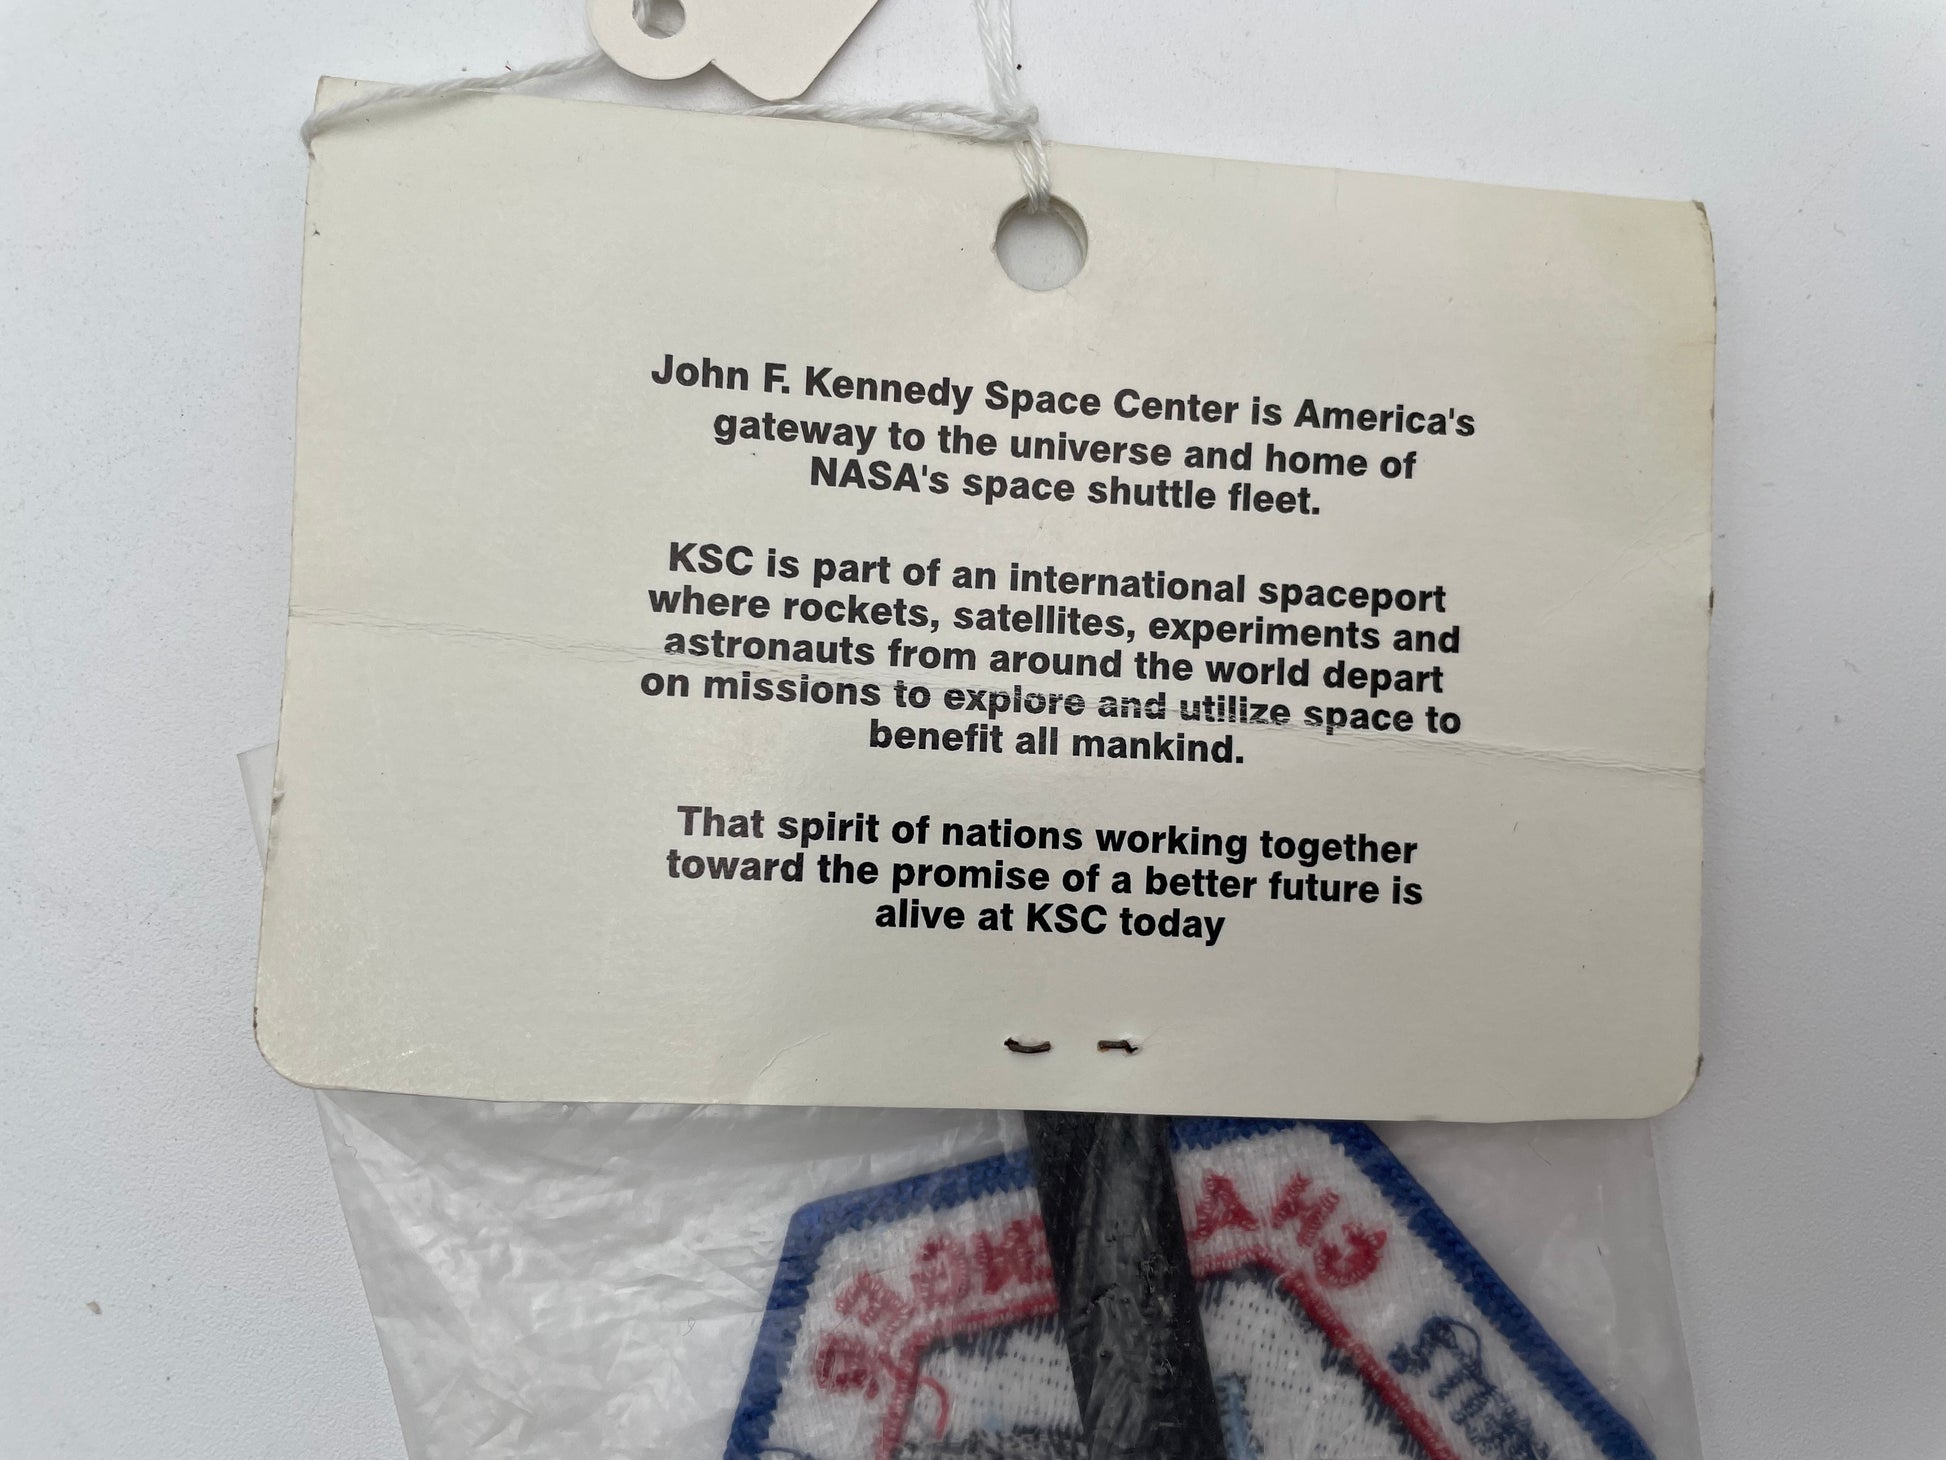 John F. Kennedy Space Center is America's
gateway to the universe and home of
NASA's space shuttle fleet.
KSC is part of an international spaceport
where rockets, satellites, experiments and
astronauts from around the world depart
on missions to explore and utilize space to
benefit all mankind.
That spirit of nations working together
toward the promise of a better future is
alive at KSC today